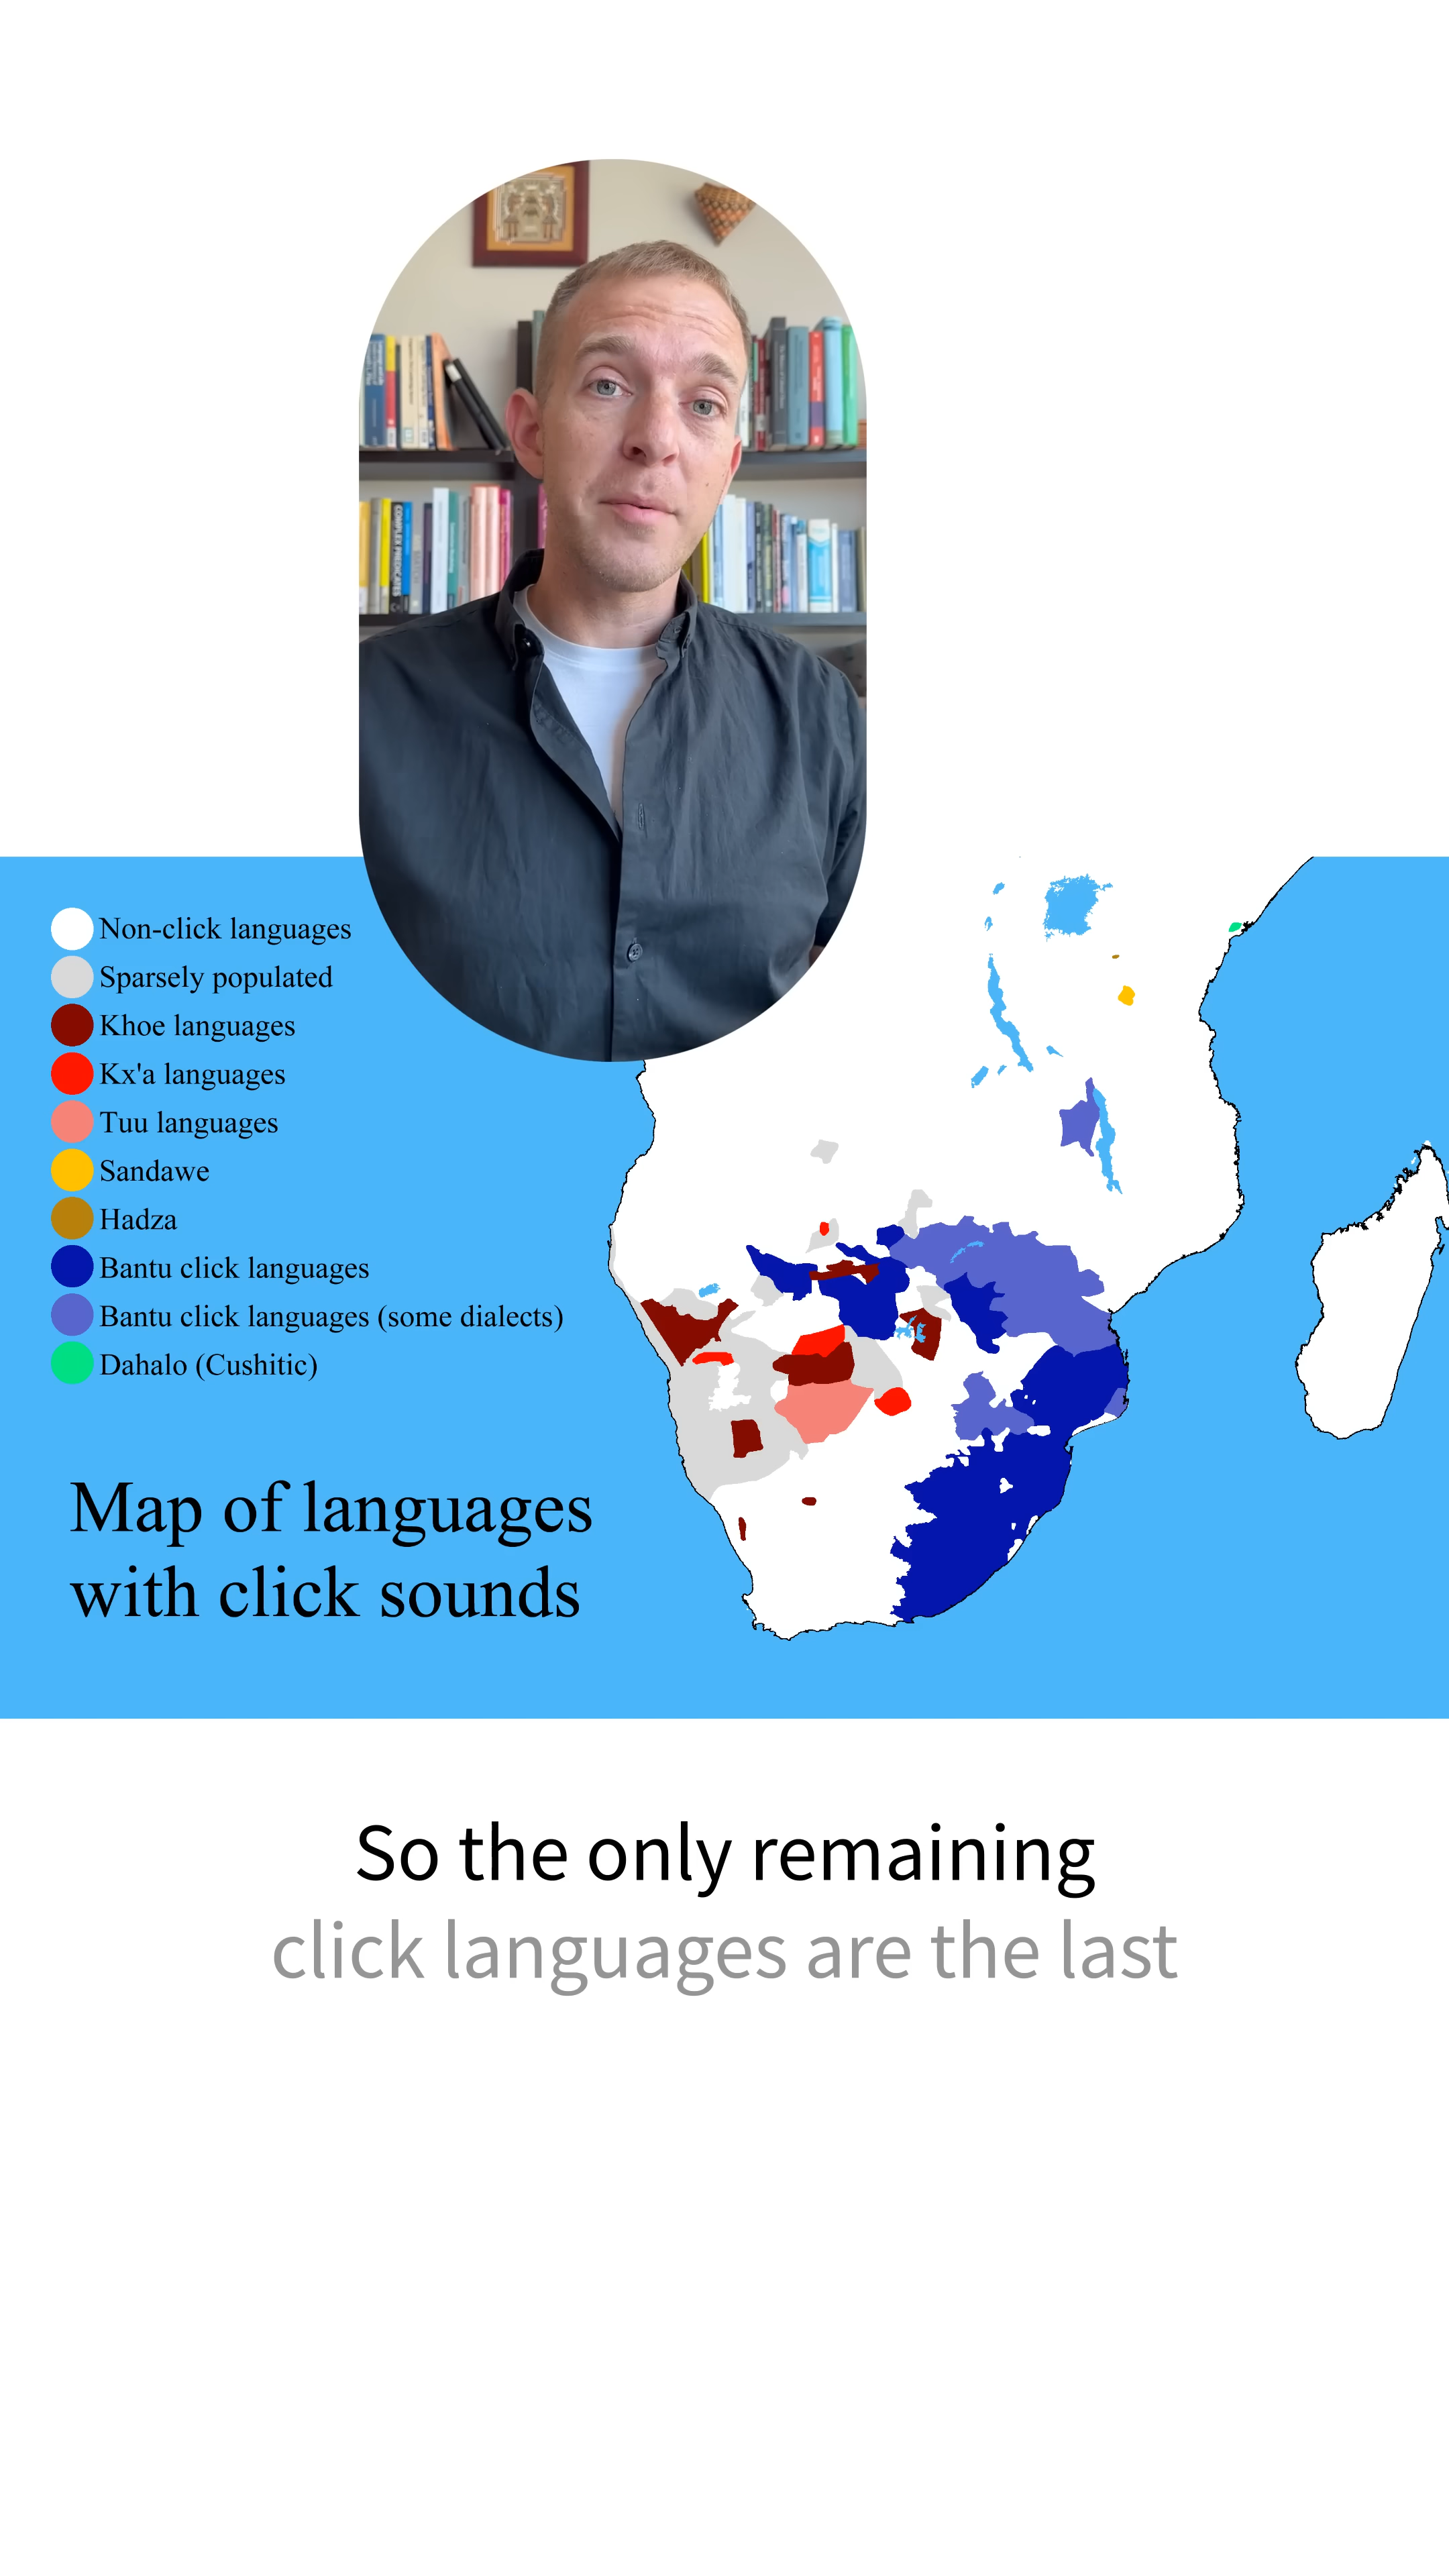 COMPLEX PREDICATES
Non-click languages
Sparsely populated
Khoe languages
Kx'a languages
Tuu languages
Sandawe
Hadza
Bantu click languages
Bantu click languages (some dialects)
Dahalo (Cushitic)
Map of languages
with click sounds
So the only remaining
click languages are the last